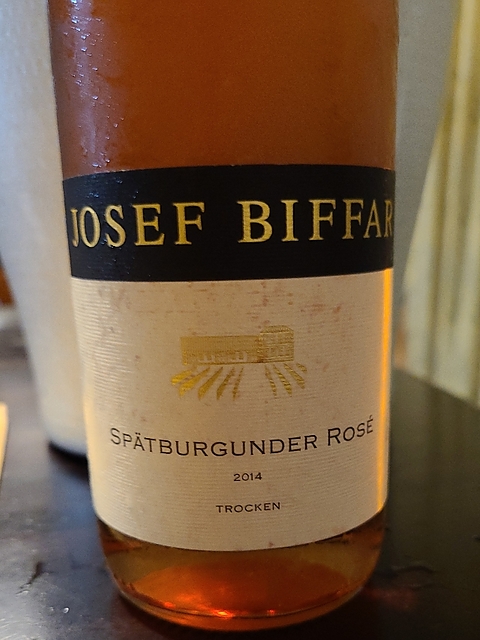 JOSEF BIFFAR
SPÄTBURGUNDER ROSÉ
2014
TROCKEN